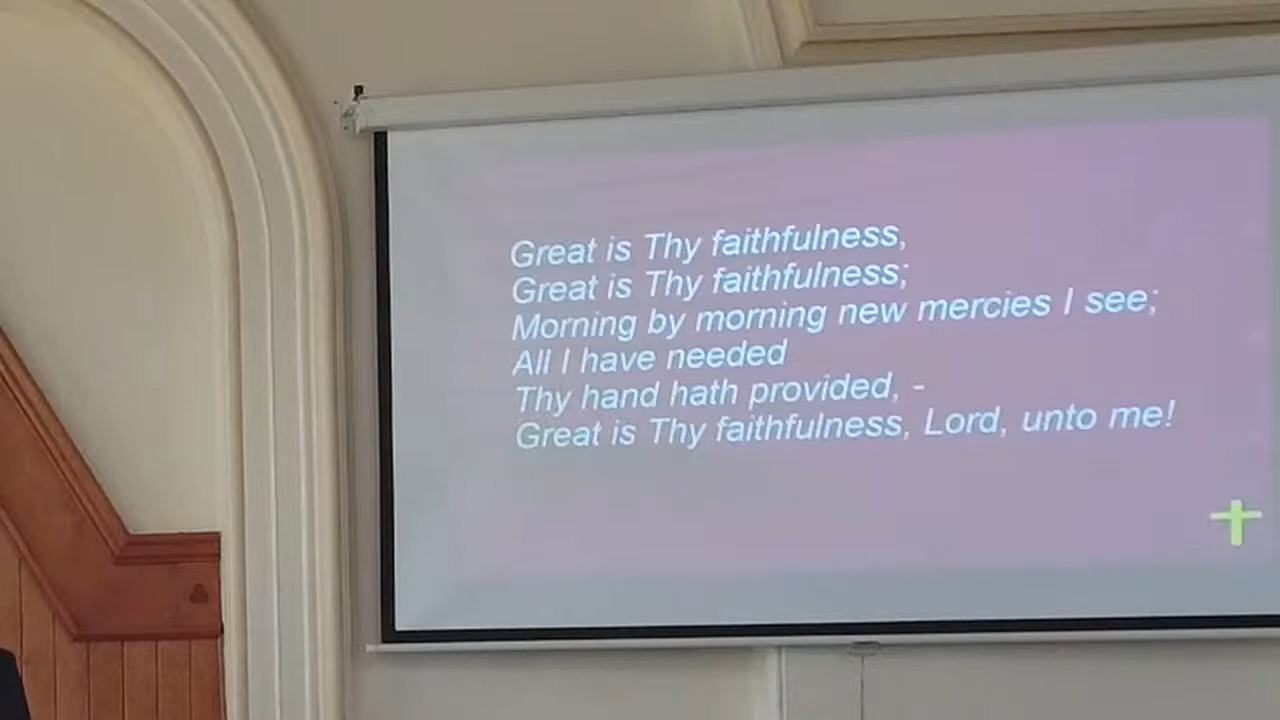 Great is Thy faithfulness,
Great is Thy faithfulness;
Morning by morning new mercies I see;
All I have needed
Thy hand hath provided, -
Great is Thy faithfulness, Lord, unto me!